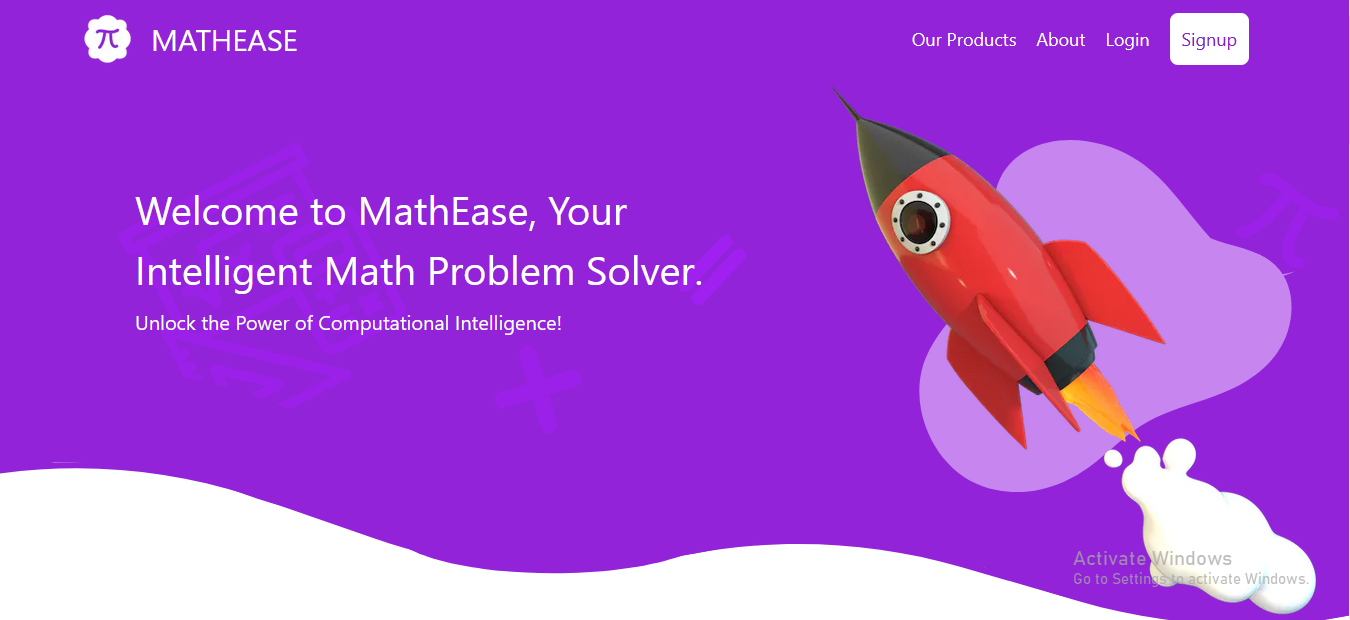 π MATHEASE
Our Products About Login Signup
Welcome to MathEase, Your
Intelligent Math Problem Solver.
Unlock the Power of Computational Intelligence!
π
=
×
Activate Windows
Go to Settings to activate Windows.